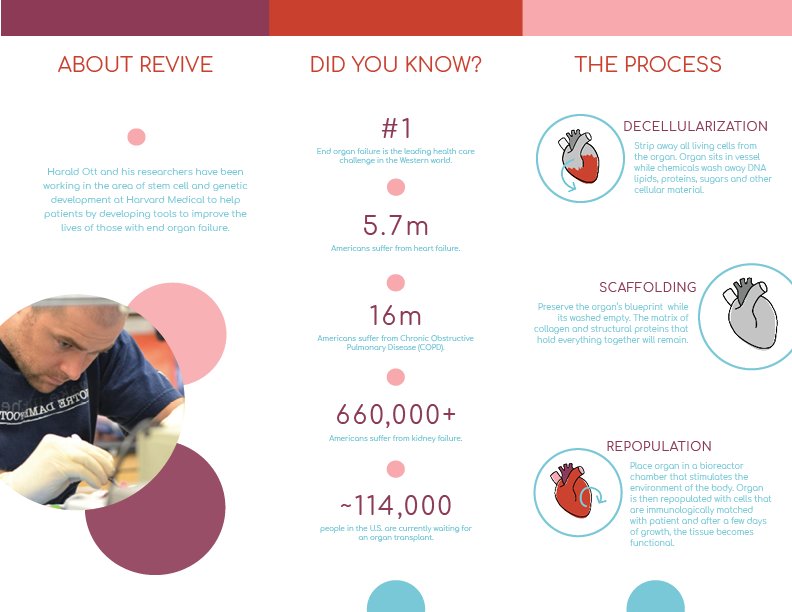 ABOUT REVIVE
Harald Ott and his researchers have been
working in the area of stem cell and genetic
development at Harvard Medical to help
patients by developing tools to improve the
lives of those with end organ failure.
DID YOU KNOW?
#1
End organ failure is the leading health care
challenge in the Western world.
5.7m
Americans suffer from heart failure.
16m
Americans suffer from Chronic Obstructive
Pulmonary Disease (COPD).
660,000+
Americans suffer from kidney failure.
~114,000
people in the U.S. are currently waiting for
an organ transplant.
THE PROCESS
DECELLULARIZATION
Strip away all living cells from
the organ. Organ sits in vessel
while chemicals wash away DNA
lipids, proteins, sugars and other
cellular material.
SCAFFOLDING
Preserve the organ's blueprint while
its washed empty. The matrix of
collagen and structural proteins that
hold everything together will remain.
REPOPULATION
Place organ in a bioreactor
chamber that stimulates the
environment of the body. Organ
is then repopulated with cells that
are immunologically matched
with patient and after a few days
of growth, the tissue becomes
functional.